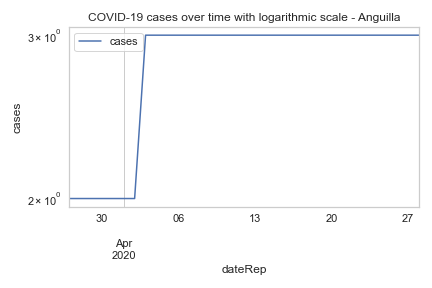 COVID-19 cases over time with logarithmic scale - Anguilla
3 × 10⁰
cases
cases
2 × 10⁰
30 06 13 20 27
Apr
2020
dateRep